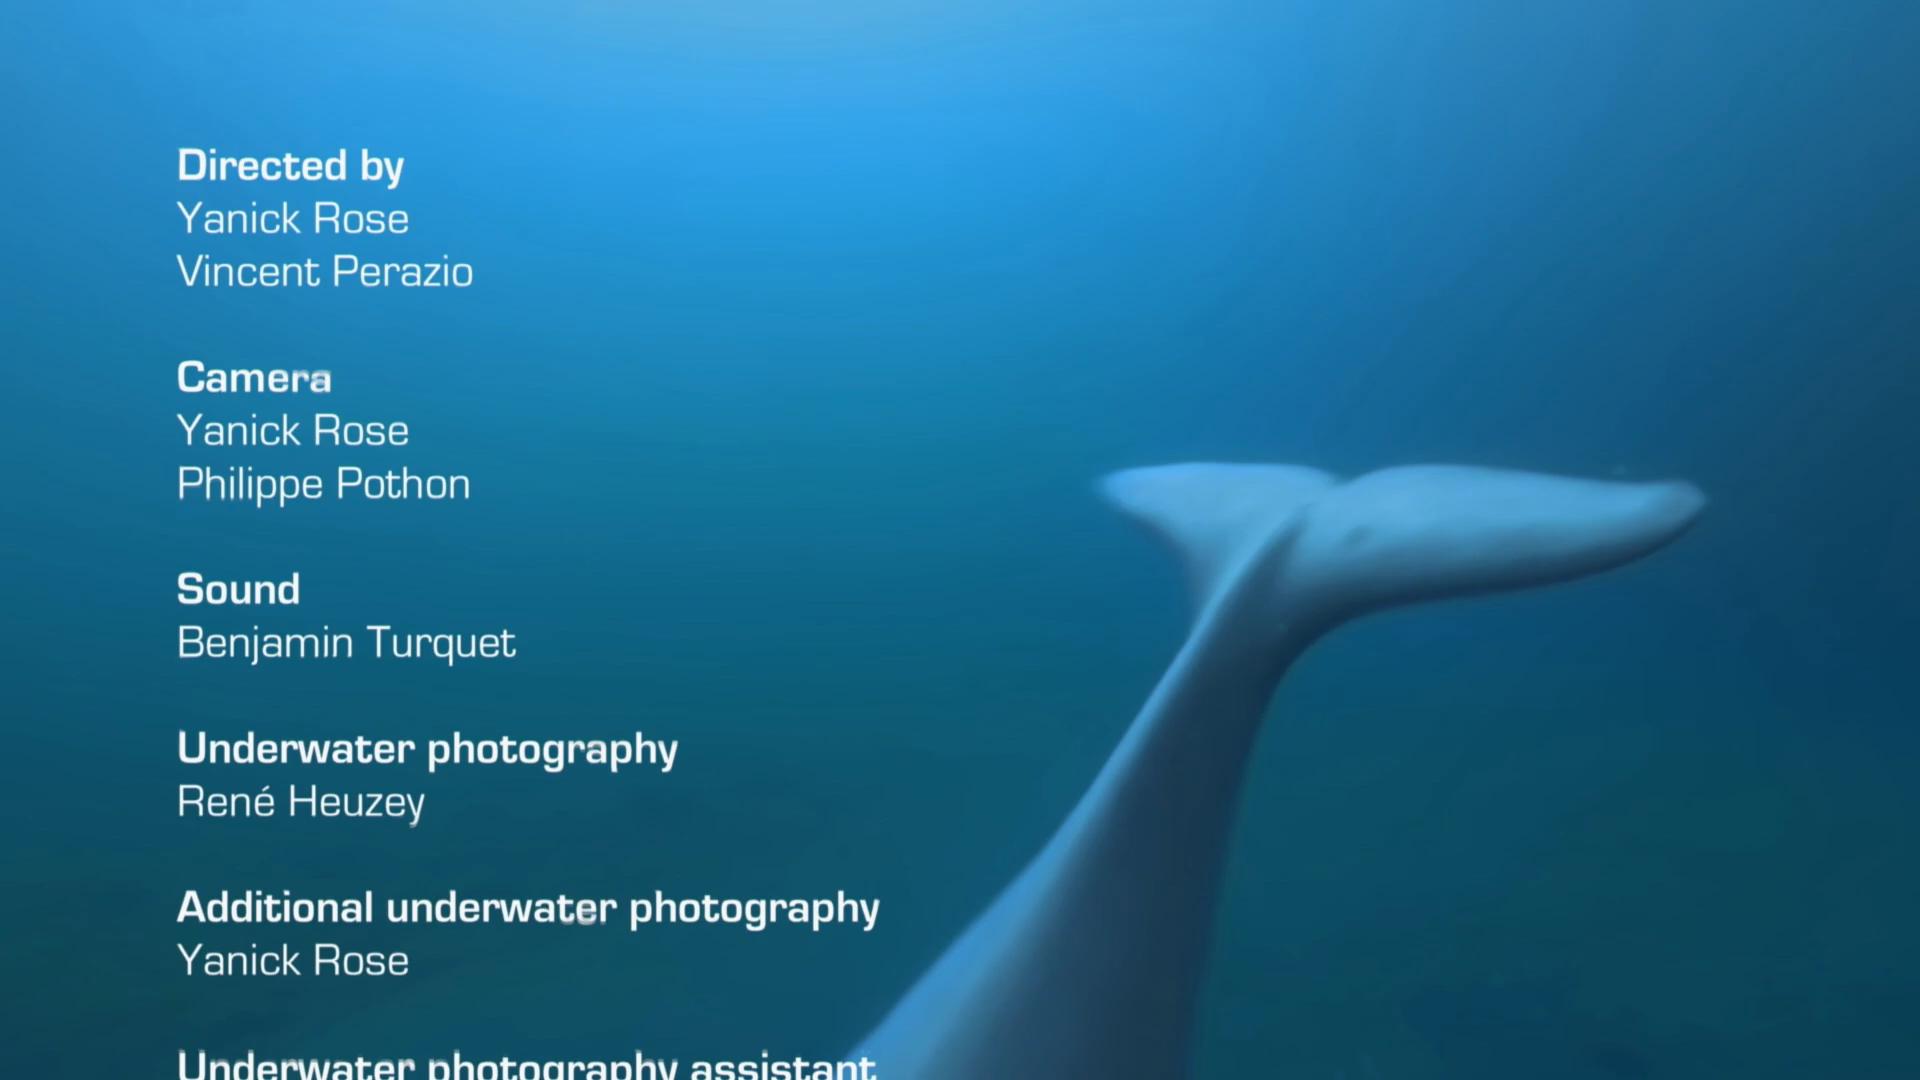 Directed by
Yanick Rose
Vincent Perazio
Camera
Yanick Rose
Philippe Pothon
Sound
Benjamin Turquet
Underwater photography
René Heuzey
Additional underwater photography
Yanick Rose
Underwater photography assistant